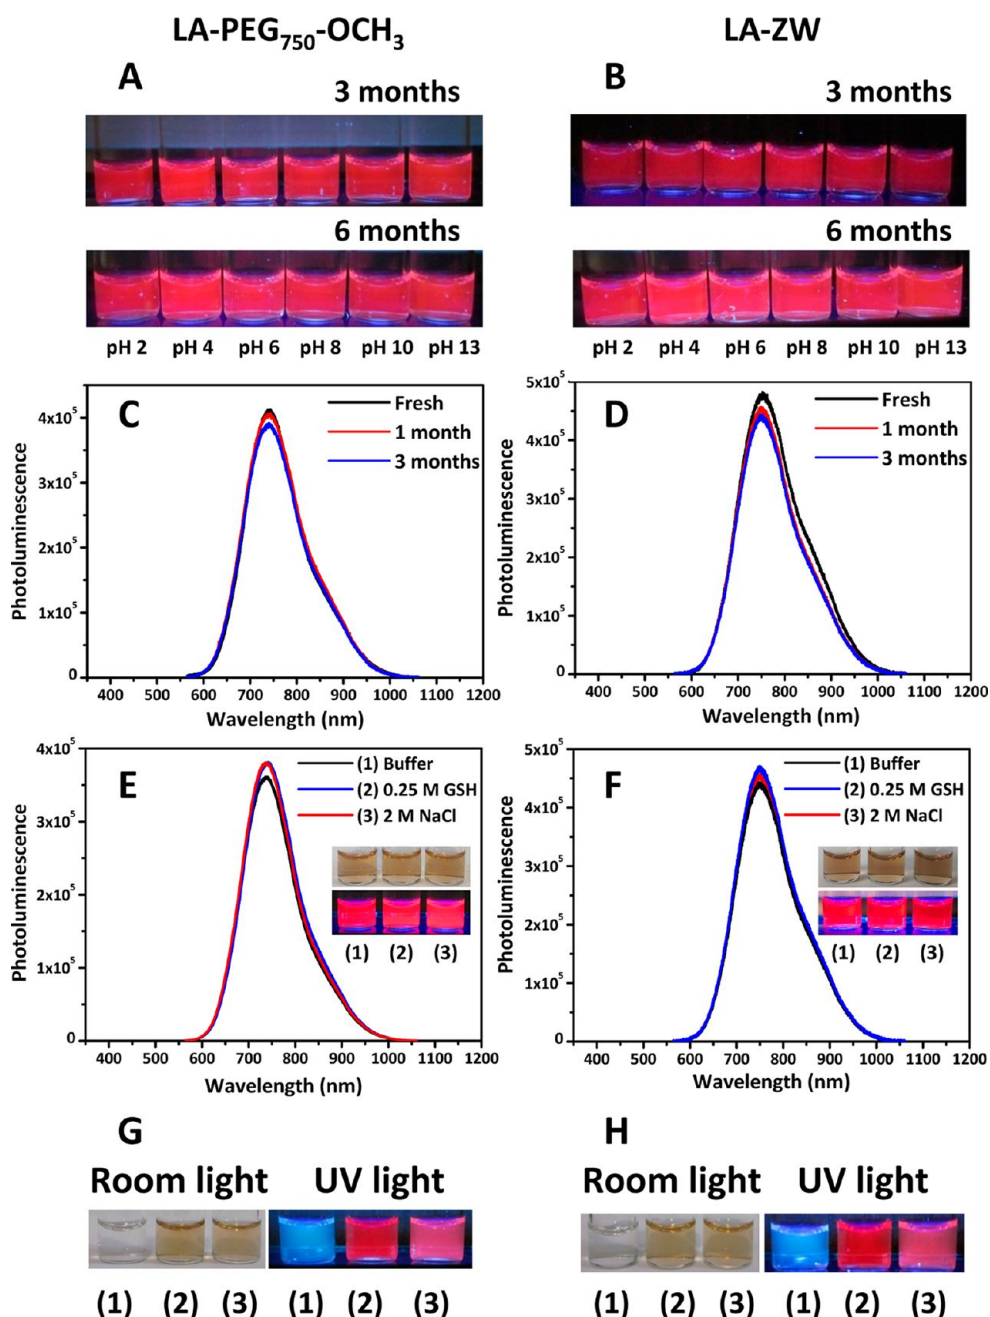 LA-PEG₇₅₀-OCH₃
LA-ZW
A
3 months
6 months
pH 2 pH 4 pH 6 pH 8 pH 10 pH 13
B
3 months
6 months
pH 2 pH 4 pH 6 pH 8 pH 10 pH 13
C
Fresh
1 month
3 months
Photoluminescence
4x10⁵
3x10⁵
2x10⁵
1x10⁵
0
400 500 600 700 800 900 1000 1100 1200
Wavelength (nm)
D
Fresh
1 month
3 months
Photoluminescence
5x10⁵
4x10⁵
3x10⁵
2x10⁵
1x10⁵
0
400 500 600 700 800 900 1000 1100 1200
Wavelength (nm)
E
(1) Buffer
(2) 0.25 M GSH
(3) 2 M NaCl
(1) (2) (3)
Photoluminescence
4x10⁵
3x10⁵
2x10⁵
1x10⁵
0
400 500 600 700 800 900 1000 1100 1200
Wavelength (nm)
F
(1) Buffer
(2) 0.25 M GSH
(3) 2 M NaCl
(1) (2) (3)
Photoluminescence
5x10⁵
4x10⁵
3x10⁵
2x10⁵
1x10⁵
0
400 500 600 700 800 900 1000 1100 1200
Wavelength (nm)
G
Room light UV light
(1) (2) (3) (1) (2) (3)
H
Room light UV light
(1) (2) (3) (1) (2) (3)